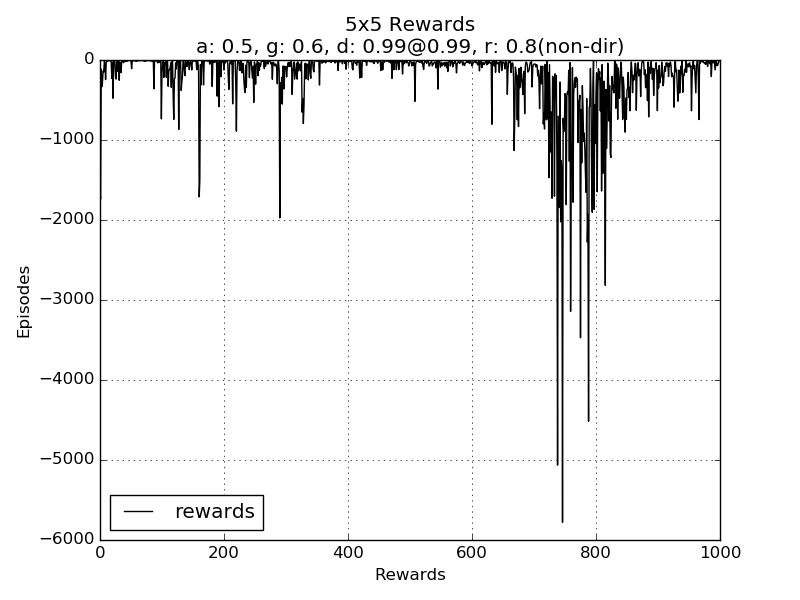 5x5 Rewards
a: 0.5, g: 0.6, d: 0.99@0.99, r: 0.8(non-dir)
0
−1000
−2000
−3000
−4000
−5000
−6000
Episodes
rewards
0 200 400 600 800 1000
Rewards